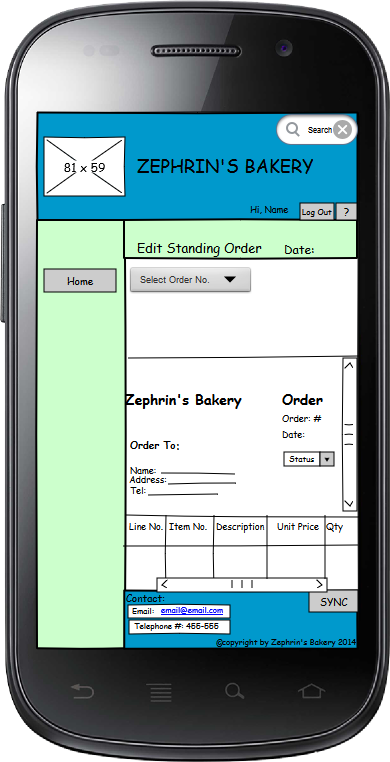 Search
81 x 59
ZEPHRIN'S BAKERY
Hi, Name
Log Out
?
Edit Standing Order
Date:
Home
Select Order No.
Zephrin's Bakery
Order
Order: #
Date:
Order To:
Status
Name:
Address:
Tel:
Line No. Item No. Description Unit Price Qty
Contact:
SYNC
Email: email@email.com
Telephone #: 455-555
©copyright by Zephrin's Bakery 2014